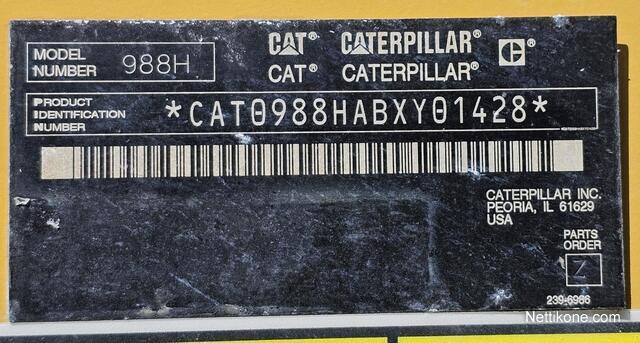 MODEL NUMBER 988H
CAT® CATERPILLAR® C®
CAT® CATERPILLAR®
PRODUCT IDENTIFICATION NUMBER *CAT0988HABXY01428*
CATERPILLAR INC.
PEORIA, IL 61629
USA
PARTS ORDER
Z
239-6986
Nettikone.com